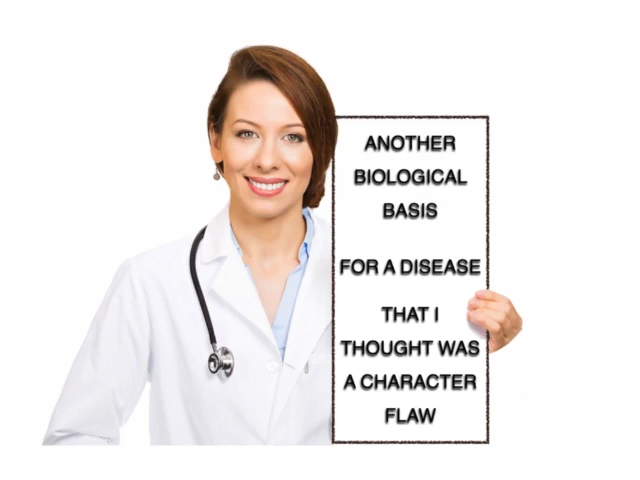 ANOTHER
BIOLOGICAL
BASIS
FOR A DISEASE
THAT I
THOUGHT WAS
A CHARACTER
FLAW